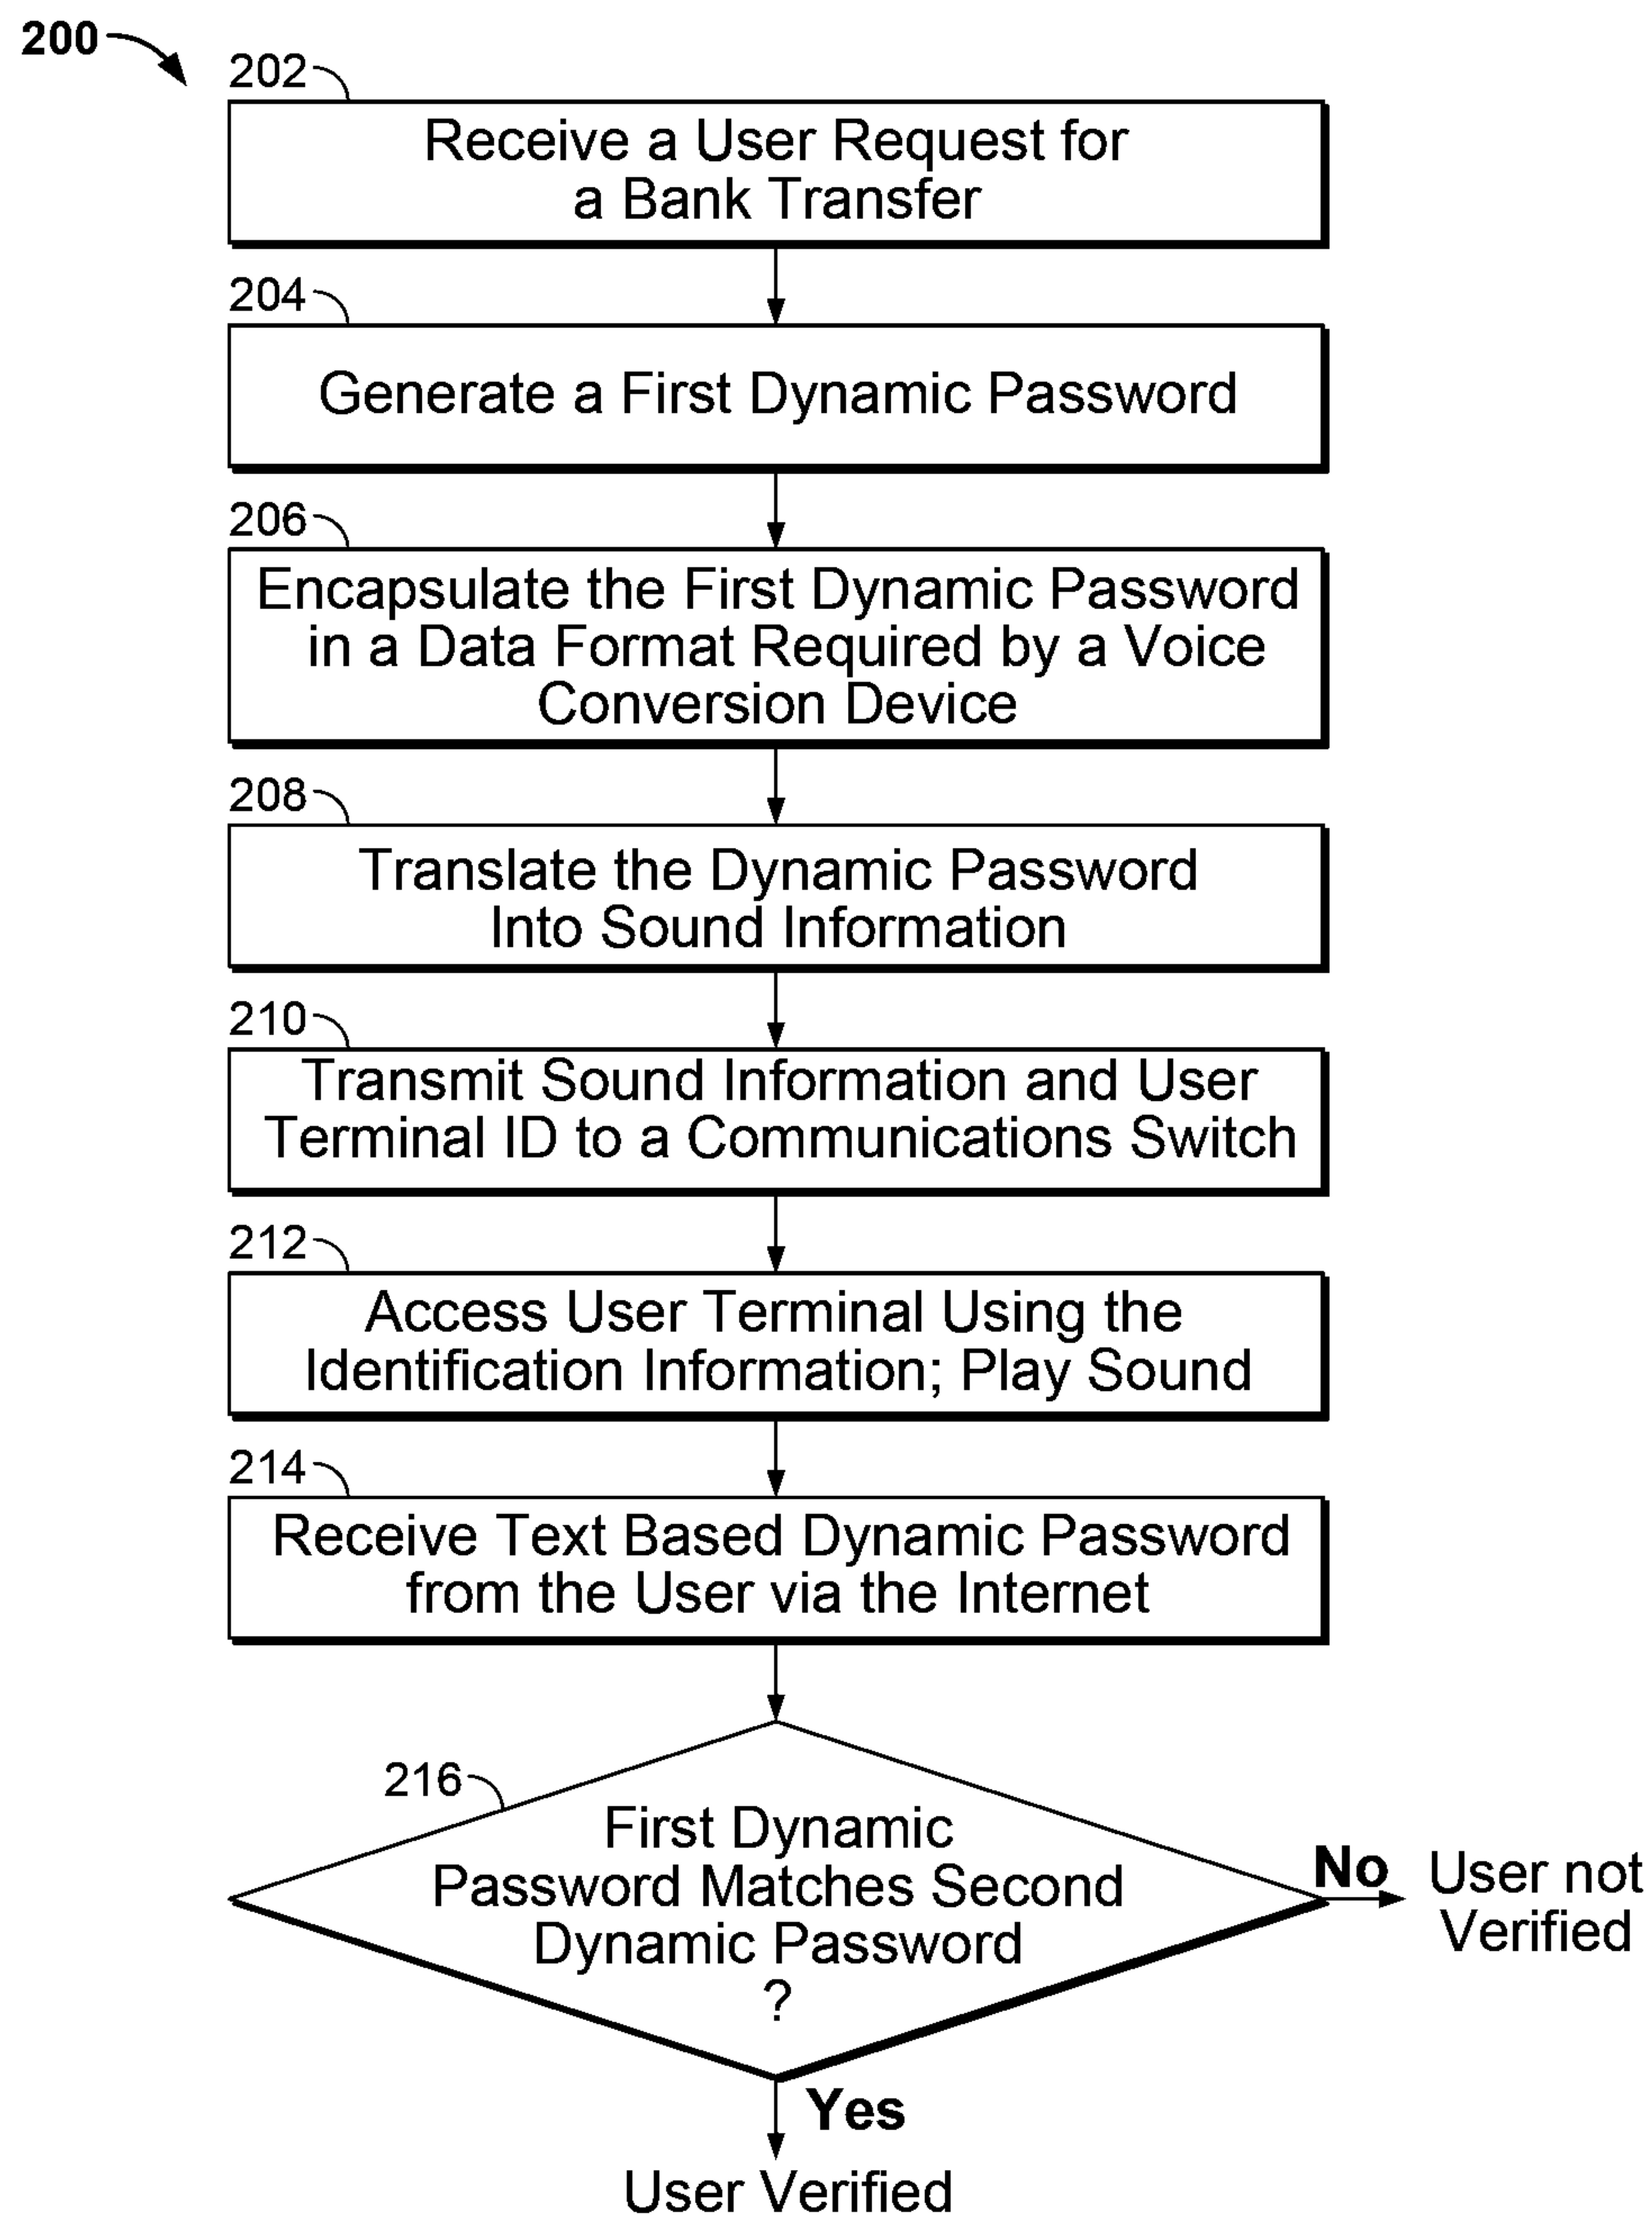 200
202
Receive a User Request for
a Bank Transfer
204
Generate a First Dynamic Password
206
Encapsulate the First Dynamic Password
in a Data Format Required by a Voice
Conversion Device
208
Translate the Dynamic Password
Into Sound Information
210
Transmit Sound Information and User
Terminal ID to a Communications Switch
212
Access User Terminal Using the
Identification Information; Play Sound
214
Receive Text Based Dynamic Password
from the User via the Internet
216
First Dynamic
Password Matches Second
Dynamic Password
?
No
User not
Verified
Yes
User Verified